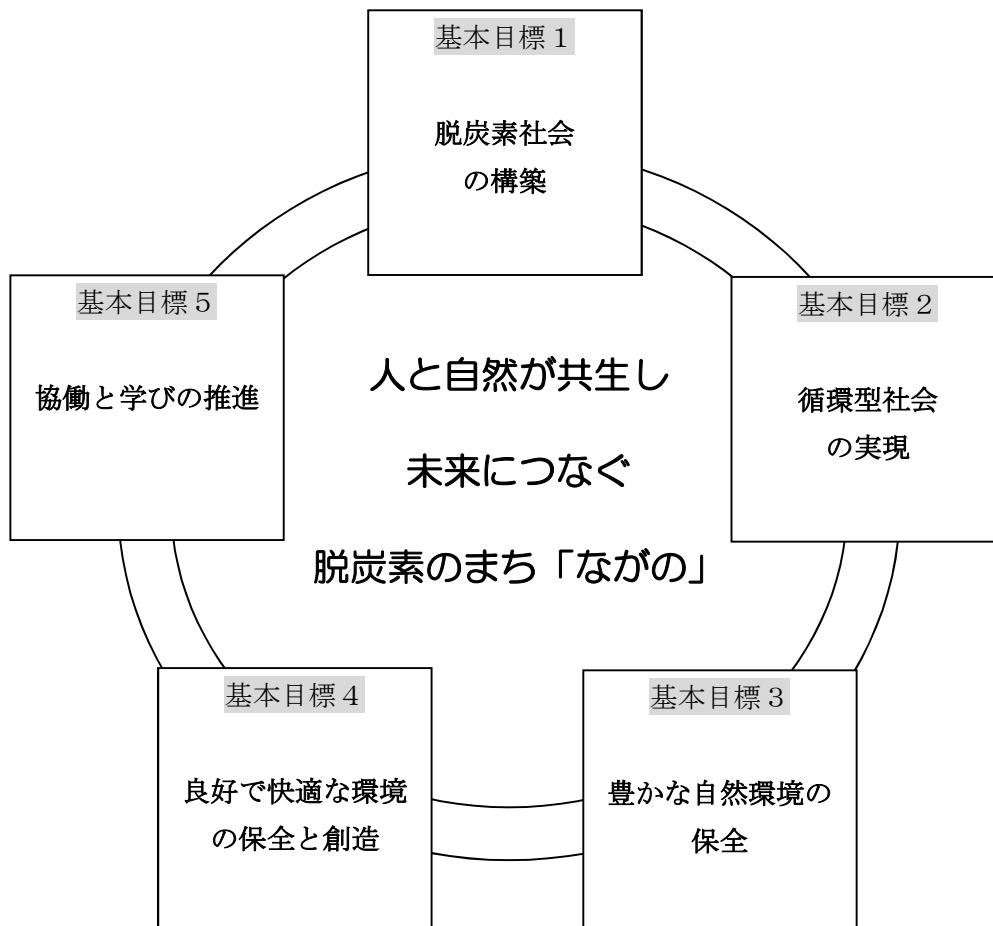 基本目標１
脱炭素社会
の構築
基本目標２
循環型社会
の実現
基本目標３
豊かな自然環境の
保全
基本目標４
良好で快適な環境
の保全と創造
基本目標５
協働と学びの推進
人と自然が共生し
未来につなぐ
脱炭素のまち「ながの」